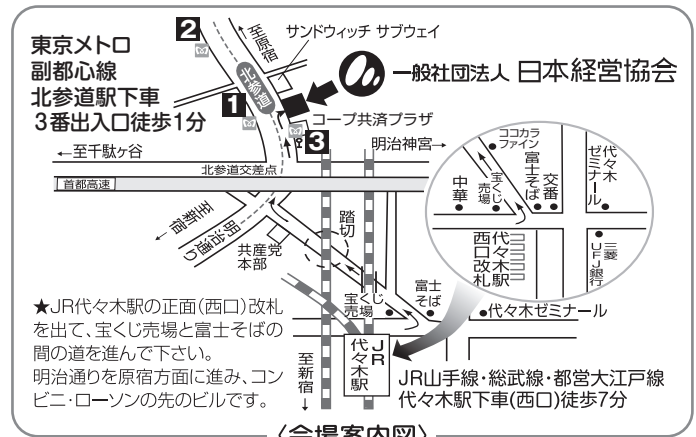 東京メトロ
副都心線
北参道駅下車
3番出入口徒歩1分
2
至原宿
サンドウィッチ サブウェイ
北参道
1
一般社団法人 日本経営協会
コープ共済プラザ
3
←至千駄ヶ谷
明治神宮→
北参道交差点
首都高速
至新宿
明治通り
共産党
本部
踏切
ココカラ
ファイン
代々木
ゼミナール
中華
宝くじ
売場
富士そば
交番
代々木駅
西口改札
三菱
UFJ銀行
宝くじ
売場
富士
そば
代々木ゼミナール
★JR代々木駅の正面(西口)改札
を出て、宝くじ売場と富士そばの
間の道を進んで下さい。
明治通りを原宿方面に進み、コン
ビニ・ローソンの先のビルです。
至新宿↓
JR
代々木駅
JR山手線・総武線・都営大江戸線
代々木駅下車(西口)徒歩7分
〈会場案内図〉